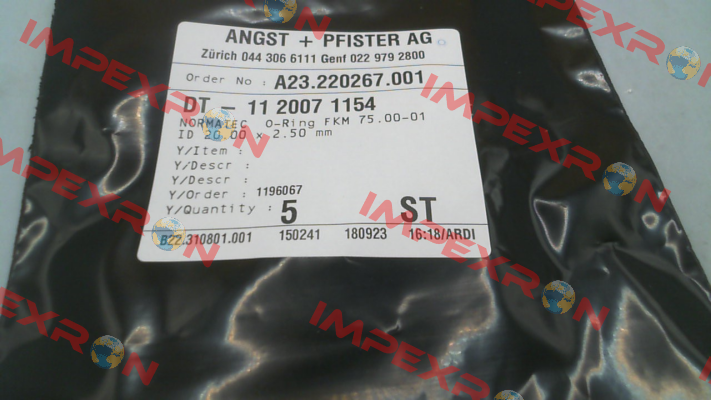 ANGST + PFISTER AG
Zürich 044 306 6111 Genf 022 979 2800
Order No : A23.220267.001
DT - 11 2007 1154
NORMATEC O-Ring FKM 75.00-01
ID 20.00 x 2.50 mm
Y/Item :
Y/Descr :
Y/Descr :
Y/Order : 1196067
Y/Quantity : 5 ST
B22.310801.001 150241 180923 16:18/ARDI
IMPEXRON
IMPEXRON
IMPEXRON
IMPEXRON
IMPEXRON
IMPEXRON